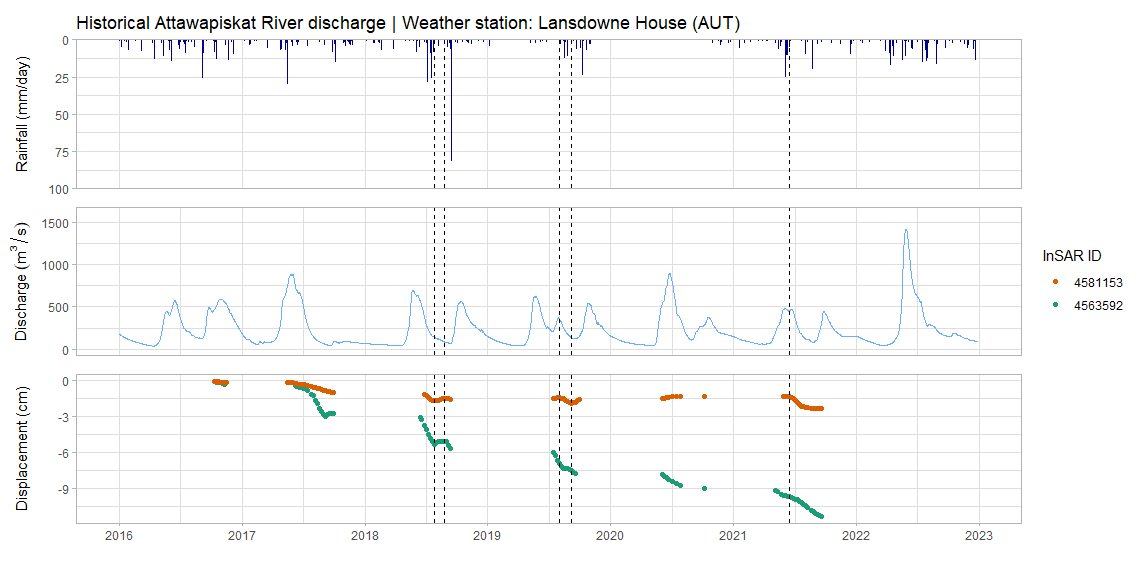 Historical Attawapiskat River discharge | Weather station: Lansdowne House (AUT)
Rainfall (mm/day)
0
25
50
75
100
Discharge (m³ / s)
1500
1000
500
0
InSAR ID
4581153
4563592
Displacement (cm)
0
-3
-6
-9
2016 2017 2018 2019 2020 2021 2022 2023